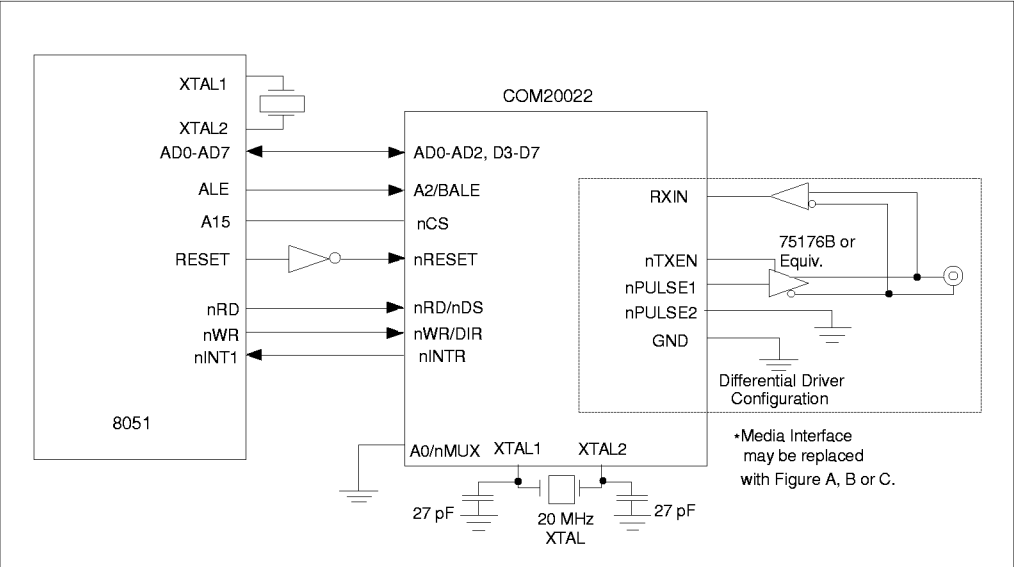 COM20022
XTAL1
XTAL2
AD0-AD7
ALE
A15
RESET
nRD
nWR
nINT1
8051
AD0-AD2, D3-D7
A2/BALE
nCS
nRESET
nRD/nDS
nWR/DIR
nINTR
A0/nMUX
XTAL1
XTAL2
RXIN
nTXEN
nPULSE1
nPULSE2
GND
75176B or
Equiv.
Differential Driver
Configuration
*Media Interface
may be replaced
with Figure A, B or C.
27 pF
20 MHz
XTAL
27 pF